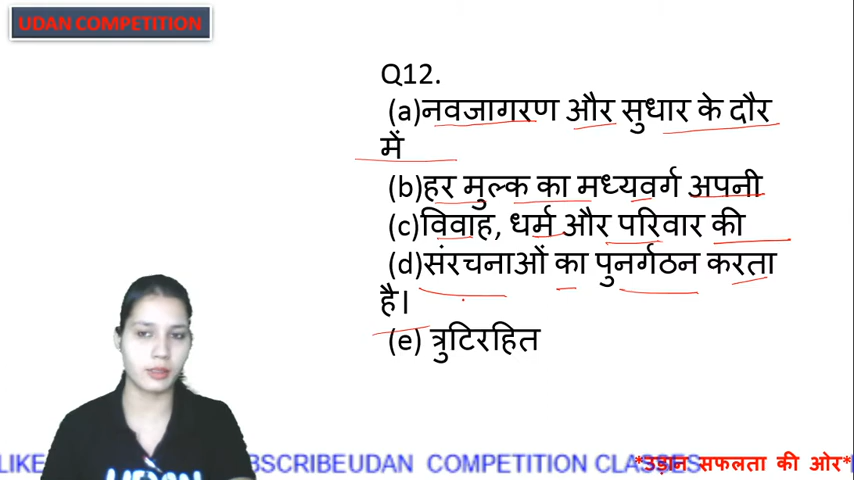 UDAN COMPETITION
Q12.
(a)नवजागरण और सुधार के दौर
में
(b)हर मुल्क का मध्यवर्ग अपनी
(c)विवाह, धर्म और परिवार की
(d)संरचनाओं का पुनर्गठन करता
है।
(e) त्रुटिरहित
LIKE BSCRIBEUDAN COMPETITION CLASSES *उड़ान सफलता की ओर*